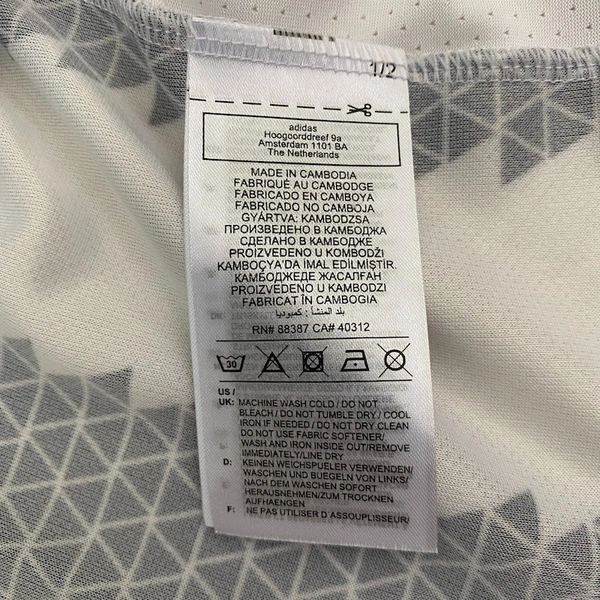 1/2
adidas
Hoogoorddreef 9a
Amsterdam 1101 BA
The Netherlands
MADE IN CAMBODIA
FABRIQUÉ AU CAMBODGE
FABRICADO EN CAMBOYA
FABRICADO NO CAMBOJA
GYÁRTVA: KAMBODZSA
ПРОИЗВЕДЕНО В КАМБОДЖА
СДЕЛАНО В КАМБОДЖЕ
PROIZVEDENO U KOMBODŽI
KAMBOÇYA'DA İMAL EDİLMİŞTİR.
КАМБОДЖЕДЕ ЖАСАЛҒАН
PROIZVEDENO U KAMBODZI
FABRICAT ÎN CAMBOGIA
بلد المنشأ : كمبوديا
RN# 88387 CA# 40312
30
US /
UK: MACHINE WASH COLD / DO NOT
BLEACH / DO NOT TUMBLE DRY / COOL
IRON IF NEEDED / DO NOT DRY CLEAN
DO NOT USE FABRIC SOFTENER/
WASH AND IRON INSIDE OUT/REMOVE
IMMEDIATELY/LINE DRY
D: KEINEN WEICHSPUELER VERWENDEN/
WASCHEN UND BUEGELN VON LINKS/
NACH DEM WASCHEN SOFORT
HERAUSNEHMEN/ZUM TROCKNEN
AUFHAENGEN
F: NE PAS UTILISER D'ASSOUPLISSEUR/